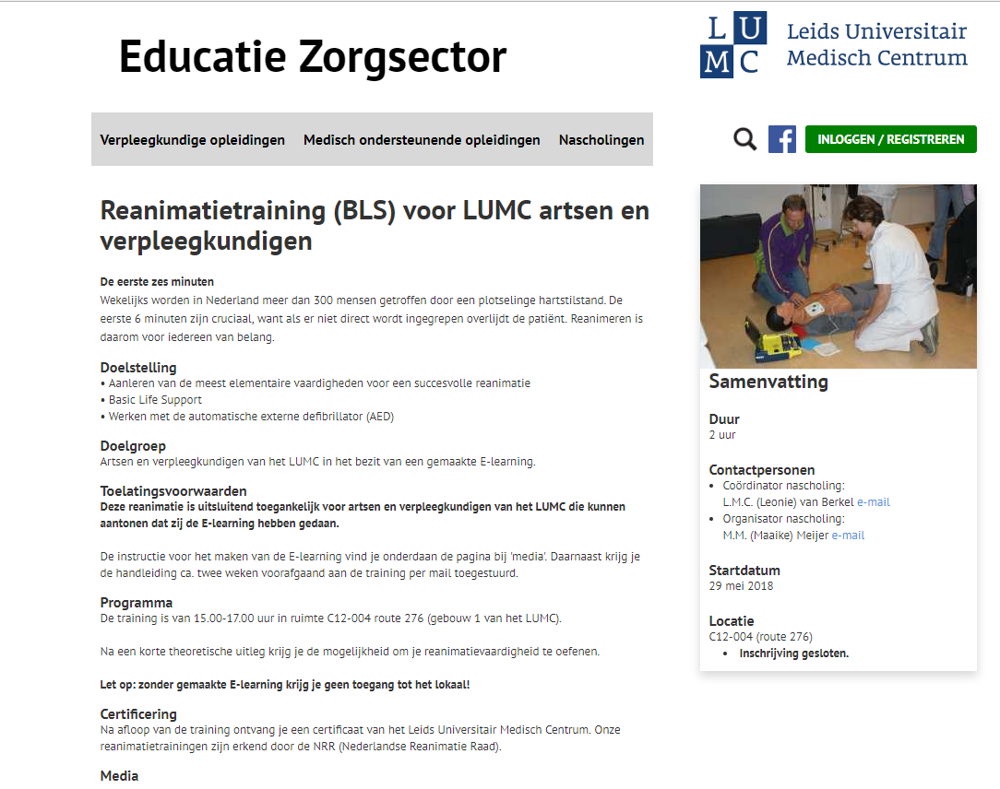 Educatie Zorgsector
L U
M C
Leids Universitair
Medisch Centrum
Verpleegkundige opleidingen Medisch ondersteunende opleidingen Nascholingen
INLOGGEN / REGISTREREN
Reanimatietraining (BLS) voor LUMC artsen en
verpleegkundigen
De eerste zes minuten
Wekelijks worden in Nederland meer dan 300 mensen getroffen door een plotselinge hartstilstand. De
eerste 6 minuten zijn cruciaal, want als er niet direct wordt ingegrepen overlijdt de patiënt. Reanimeren is
daarom voor iedereen van belang.
Doelstelling
• Aanleren van de meest elementaire vaardigheden voor een succesvolle reanimatie
• Basic Life Support
• Werken met de automatische externe defibrillator (AED)
Doelgroep
Artsen en verpleegkundigen van het LUMC in het bezit van een gemaakte E-learning.
Toelatingsvoorwaarden
Deze reanimatie is uitsluitend toegankelijk voor artsen en verpleegkundigen van het LUMC die kunnen
aantonen dat zij de E-learning hebben gedaan.
De instructie voor het maken van de E-learning vind je onderdaan de pagina bij 'media'. Daarnaast krijg je
de handleiding ca. twee weken voorafgaand aan de training per mail toegestuurd.
Programma
De training is van 15.00-17.00 uur in ruimte C12-004 route 276 (gebouw 1 van het LUMC).
Na een korte theoretische uitleg krijg je de mogelijkheid om je reanimatievaardigheid te oefenen.
Let op: zonder gemaakte E-learning krijg je geen toegang tot het lokaal!
Certificering
Na afloop van de training ontvang je een certificaat van het Leids Universitair Medisch Centrum. Onze
reanimatietrainingen zijn erkend door de NRR (Nederlandse Reanimatie Raad).
Media
Samenvatting
Duur
2 uur
Contactpersonen
• Coördinator nascholing:
L.M.C. (Leonie) van Berkel e-mail
• Organisator nascholing:
M.M. (Maaike) Meijer e-mail
Startdatum
29 mei 2018
Locatie
C12-004 (route 276)
• Inschrijving gesloten.